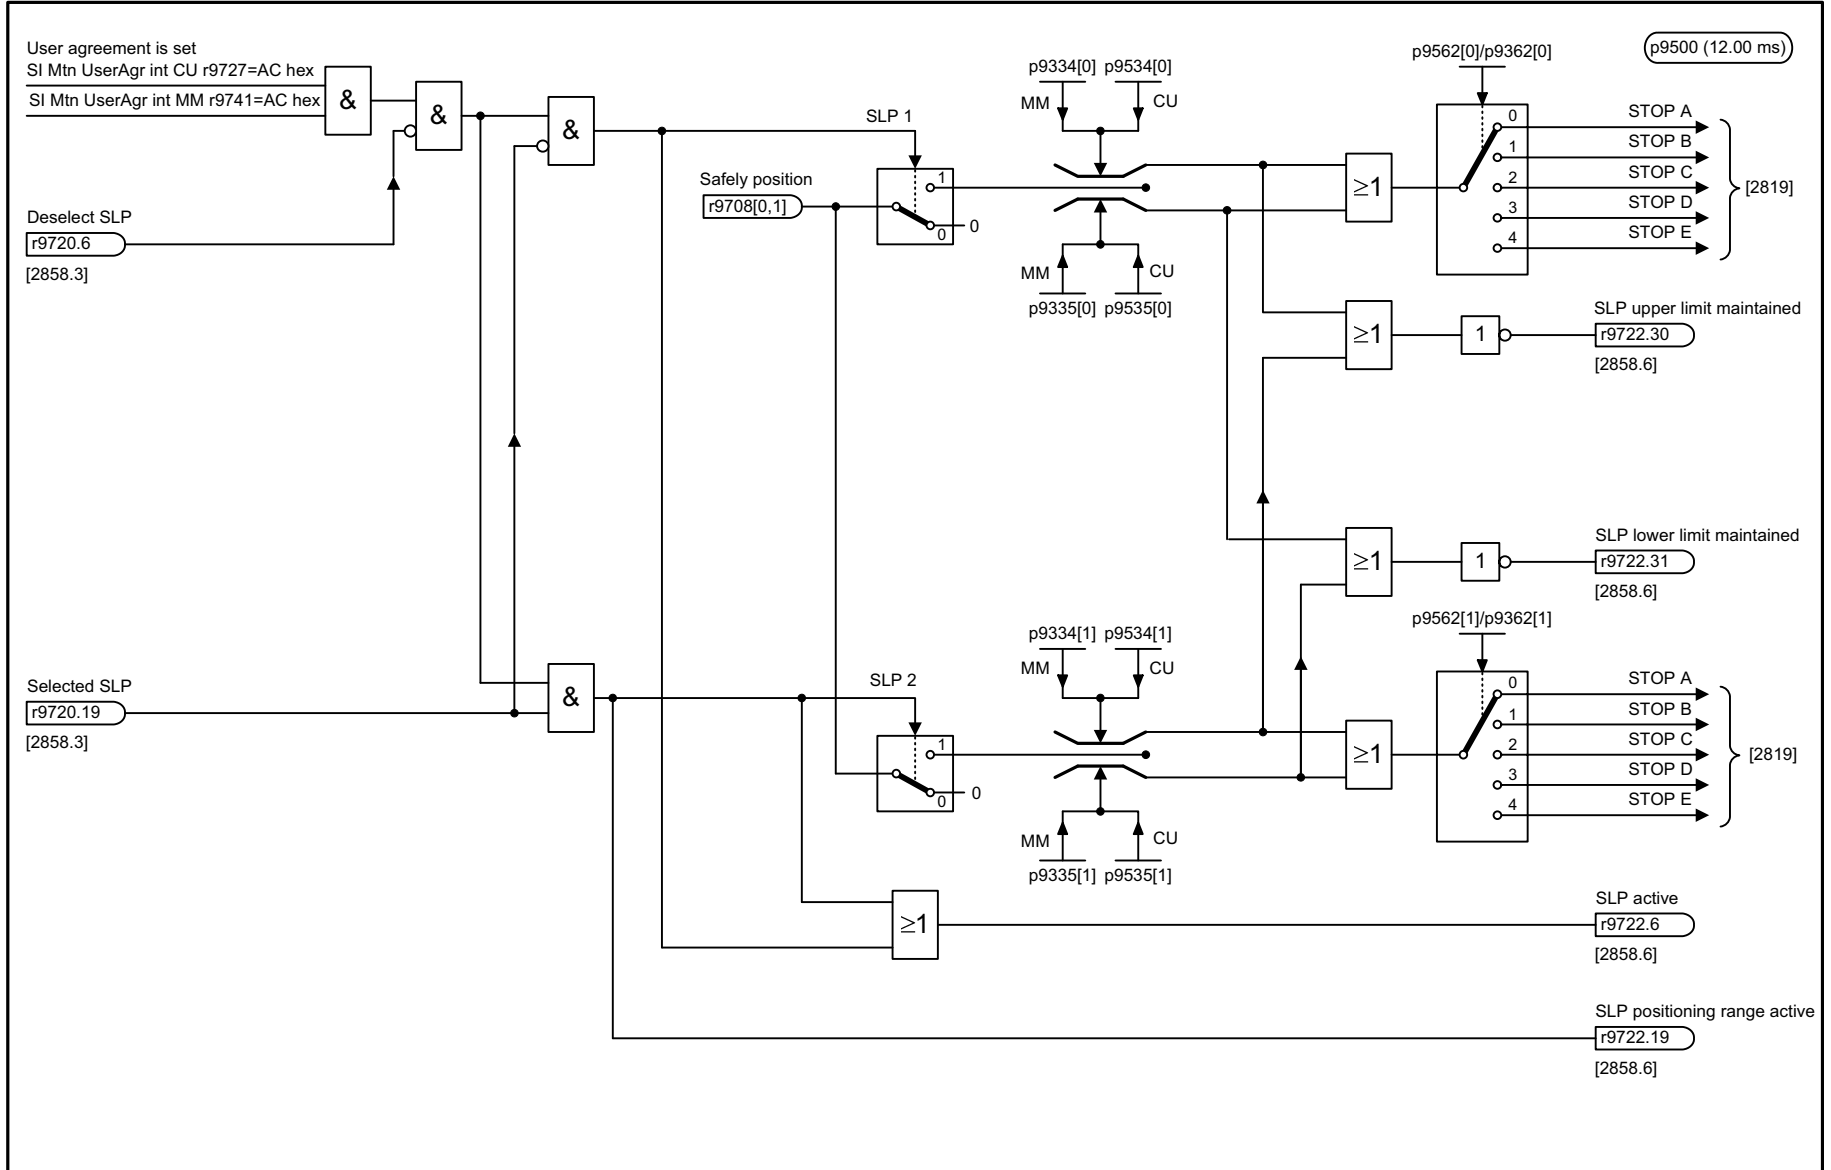 User agreement is set
SI Mtn UserAgr int CU r9727=AC hex
SI Mtn UserAgr int MM r9741=AC hex
&
&
&
Deselect SLP
r9720.6
[2858.3]
SLP 1
Safely position
r9708[0,1]
1
0
0
p9334[0] p9534[0]
MM CU
MM CU
p9335[0] p9535[0]
≥1
p9562[0]/p9362[0]
p9500 (12.00 ms)
0
1
2
3
4
STOP A
STOP B
STOP C
STOP D
STOP E
[2819]
≥1
1
SLP upper limit maintained
r9722.30
[2858.6]
≥1
1
SLP lower limit maintained
r9722.31
[2858.6]
Selected SLP
r9720.19
[2858.3]
&
SLP 2
1
0
0
p9334[1] p9534[1]
MM CU
MM CU
p9335[1] p9535[1]
≥1
p9562[1]/p9362[1]
0
1
2
3
4
STOP A
STOP B
STOP C
STOP D
STOP E
[2819]
≥1
SLP active
r9722.6
[2858.6]
SLP positioning range active
r9722.19
[2858.6]